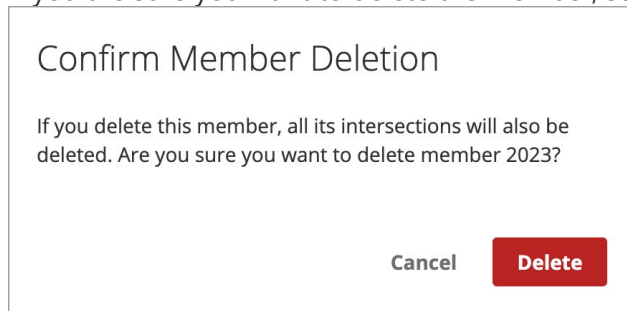 Confirm Member Deletion
If you delete this member, all its intersections will also be
deleted. Are you sure you want to delete member 2023?
Cancel Delete